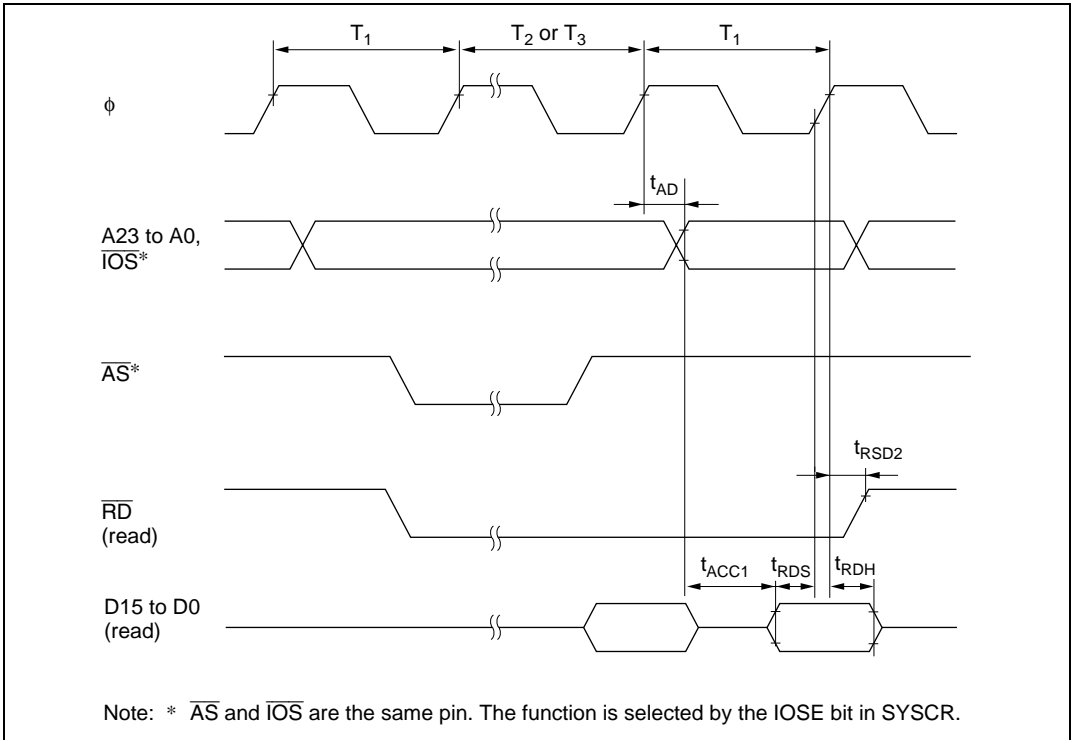 T1 T2 or T3 T1
ϕ
tAD
A23 to A0,
IOS*
AS*
tRSD2
RD
(read)
tACC1 tRDS tRDH
D15 to D0
(read)
Note: * AS and IOS are the same pin. The function is selected by the IOSE bit in SYSCR.